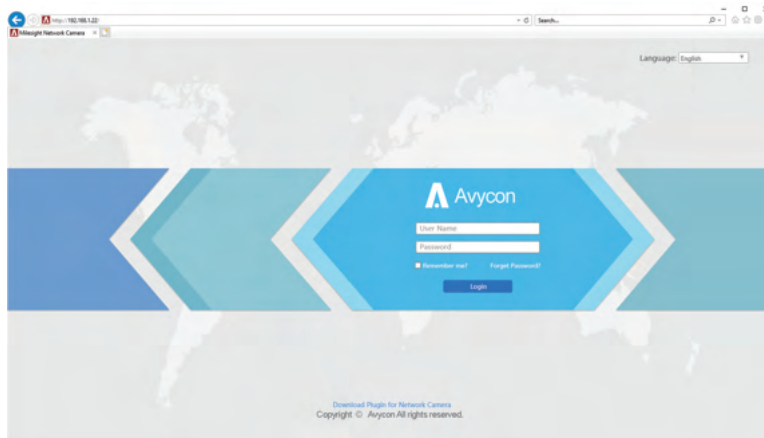 http://192.168.1.22/
Search...
Milesight Network Camera
Language: English
Avycon
User Name
Password
Remember me? Forget Password?
Login
Download Plugin for Network Camera
Copyright © Avycon All rights reserved.